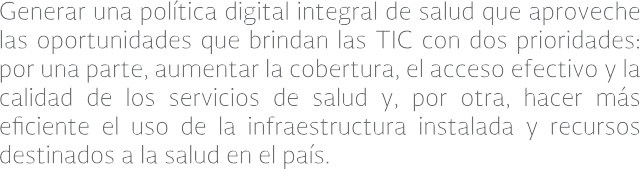 Generar una política digital integral de salud que aproveche
las oportunidades que brindan las TIC con dos prioridades:
por una parte, aumentar la cobertura, el acceso efectivo y la
calidad de los servicios de salud y, por otra, hacer más
eficiente el uso de la infraestructura instalada y recursos
destinados a la salud en el país.